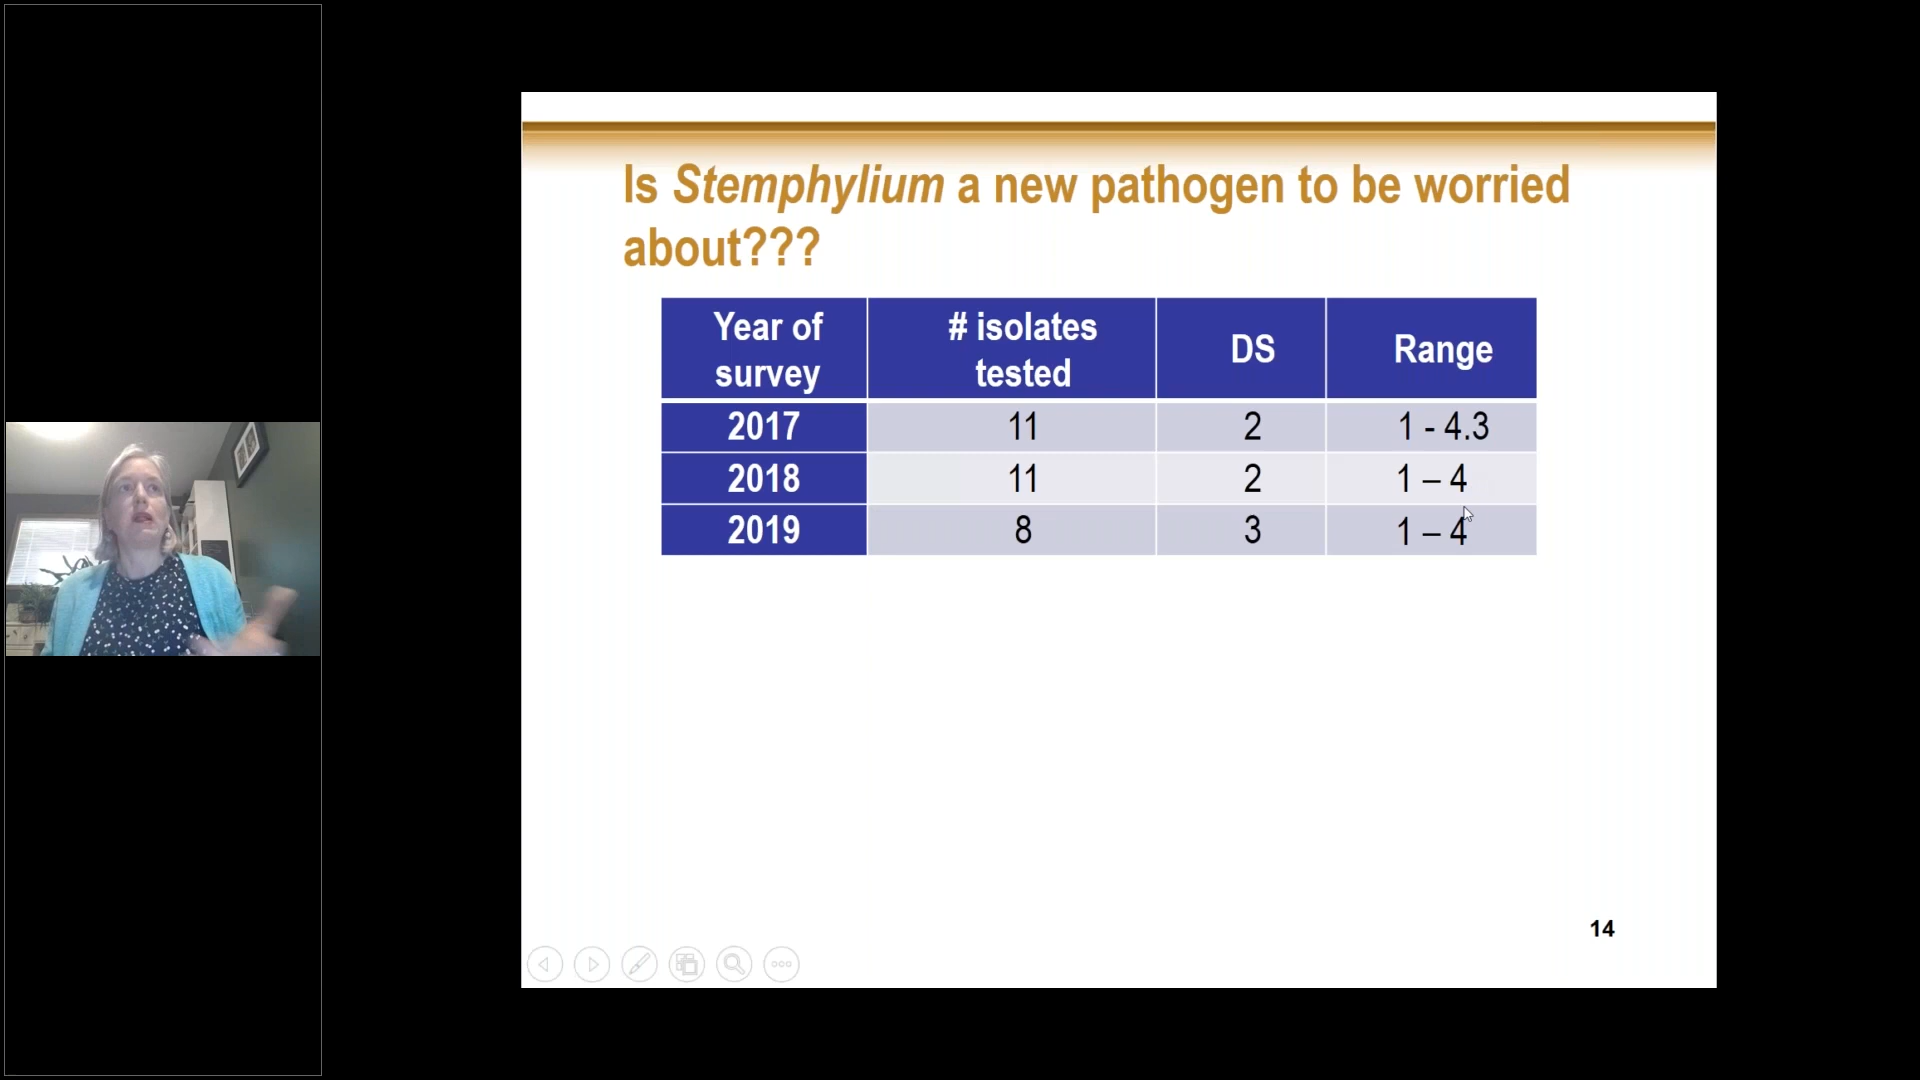 Is Stemphylium a new pathogen to be worried
about???
Year of survey # isolates tested DS Range
2017 11 2 1 - 4.3
2018 11 2 1 – 4
2019 8 3 1 – 4
14